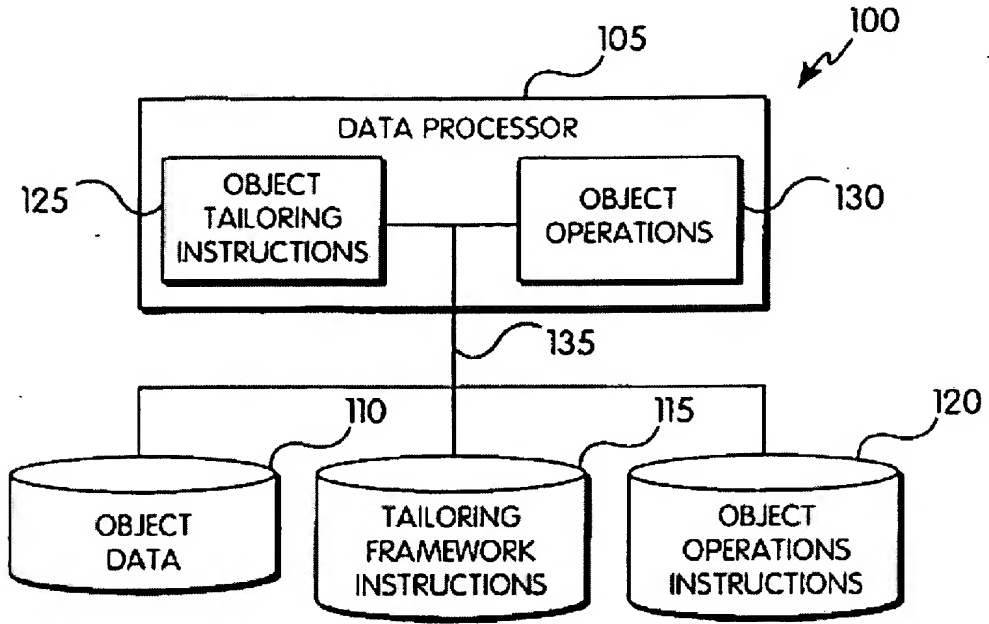 100
105
DATA PROCESSOR
125
OBJECT
TAILORING
INSTRUCTIONS
OBJECT
OPERATIONS
130
135
110
115
120
OBJECT
DATA
TAILORING
FRAMEWORK
INSTRUCTIONS
OBJECT
OPERATIONS
INSTRUCTIONS